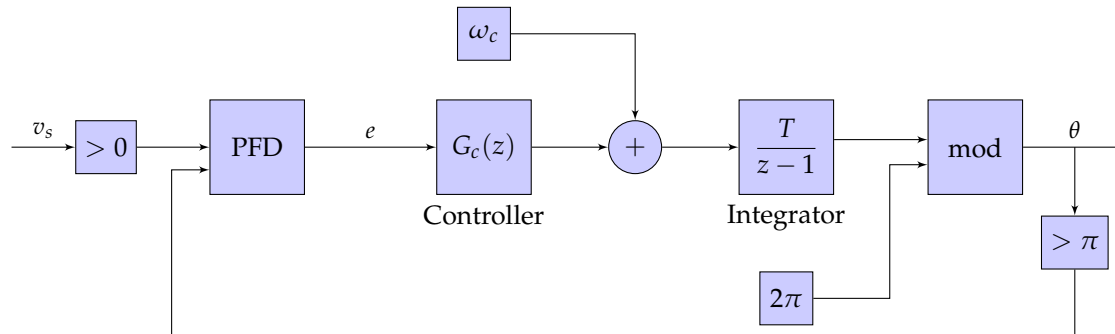 ω_c
v_s
> 0
PFD
e
G_c(z)
+
T
z − 1
mod
θ
Controller
Integrator
> π
2π